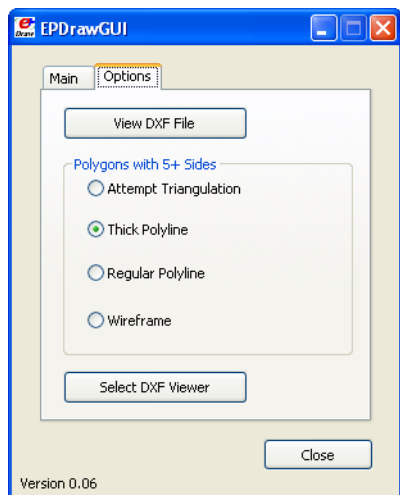 e Draw EPDrawGUI
Main Options
View DXF File
Polygons with 5+ Sides
Attempt Triangulation
Thick Polyline
Regular Polyline
Wireframe
Select DXF Viewer
Close
Version 0.06